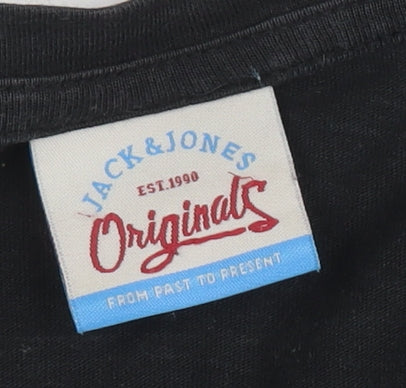 JACK&JONES
EST.1990
Originals
FROM PAST TO PRESENT